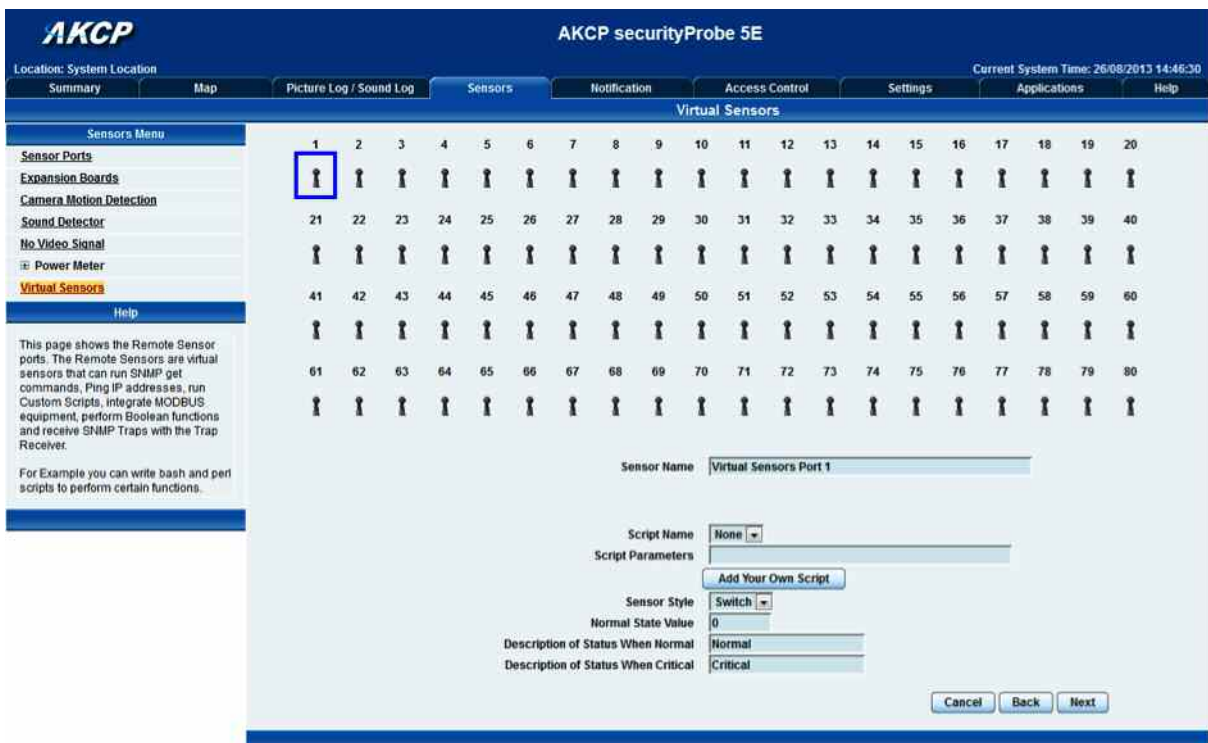 AKCP
AKCP securityProbe 5E
Location: System Location
Current System Time: 26/08/2013 14:46:30
Summary Map Picture Log / Sound Log Sensors Notification Access Control Settings Applications Help
Virtual Sensors
Sensors Menu
Sensor Ports
Expansion Boards
Camera Motion Detection
Sound Detector
No Video Signal
Power Meter
Virtual Sensors
Help
This page shows the Remote Sensor
ports. The Remote Sensors are virtual
sensors that can run SNMP get
commands, Ping IP addresses, run
Custom Scripts, integrate MODBUS
equipment, perform Boolean functions
and receive SNMP Traps with the Trap
Receiver.
For Example you can write bash and perl
scripts to perform certain functions.
1 2 3 4 5 6 7 8 9 10 11 12 13 14 15 16 17 18 19 20
21 22 23 24 25 26 27 28 29 30 31 32 33 34 35 36 37 38 39 40
41 42 43 44 45 46 47 48 49 50 51 52 53 54 55 56 57 58 59 60
61 62 63 64 65 66 67 68 69 70 71 72 73 74 75 76 77 78 79 80
Sensor Name Virtual Sensors Port 1
Script Name None
Script Parameters
Add Your Own Script
Sensor Style Switch
Normal State Value 0
Description of Status When Normal Normal
Description of Status When Critical Critical
Cancel Back Next